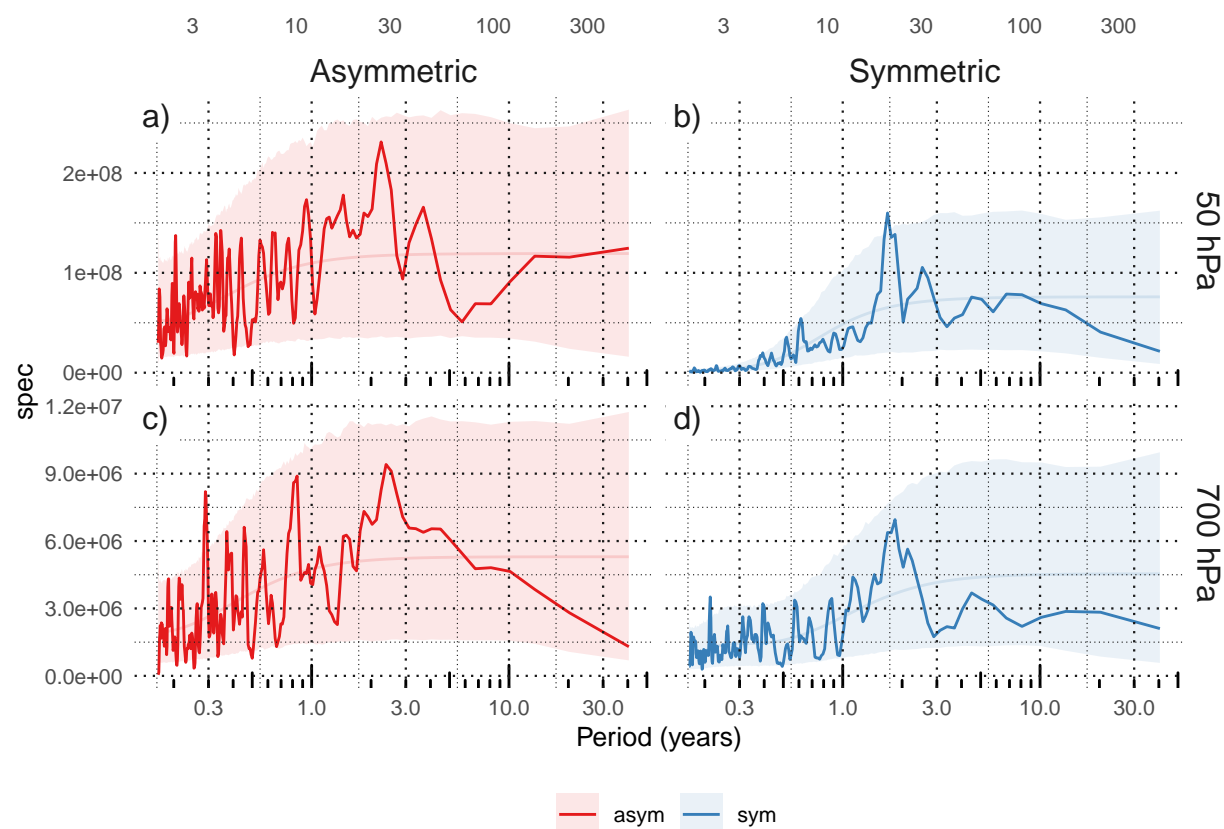 3 10 30 100 300 3 10 30 100 300
Asymmetric Symmetric
a) b)
50 hPa
2e+08
1e+08
0e+00
spec
1.2e+07
c) d)
9.0e+06
700 hPa
6.0e+06
3.0e+06
0.0e+00
0.3 1.0 3.0 10.0 30.0 0.3 1.0 3.0 10.0 30.0
Period (years)
asym sym